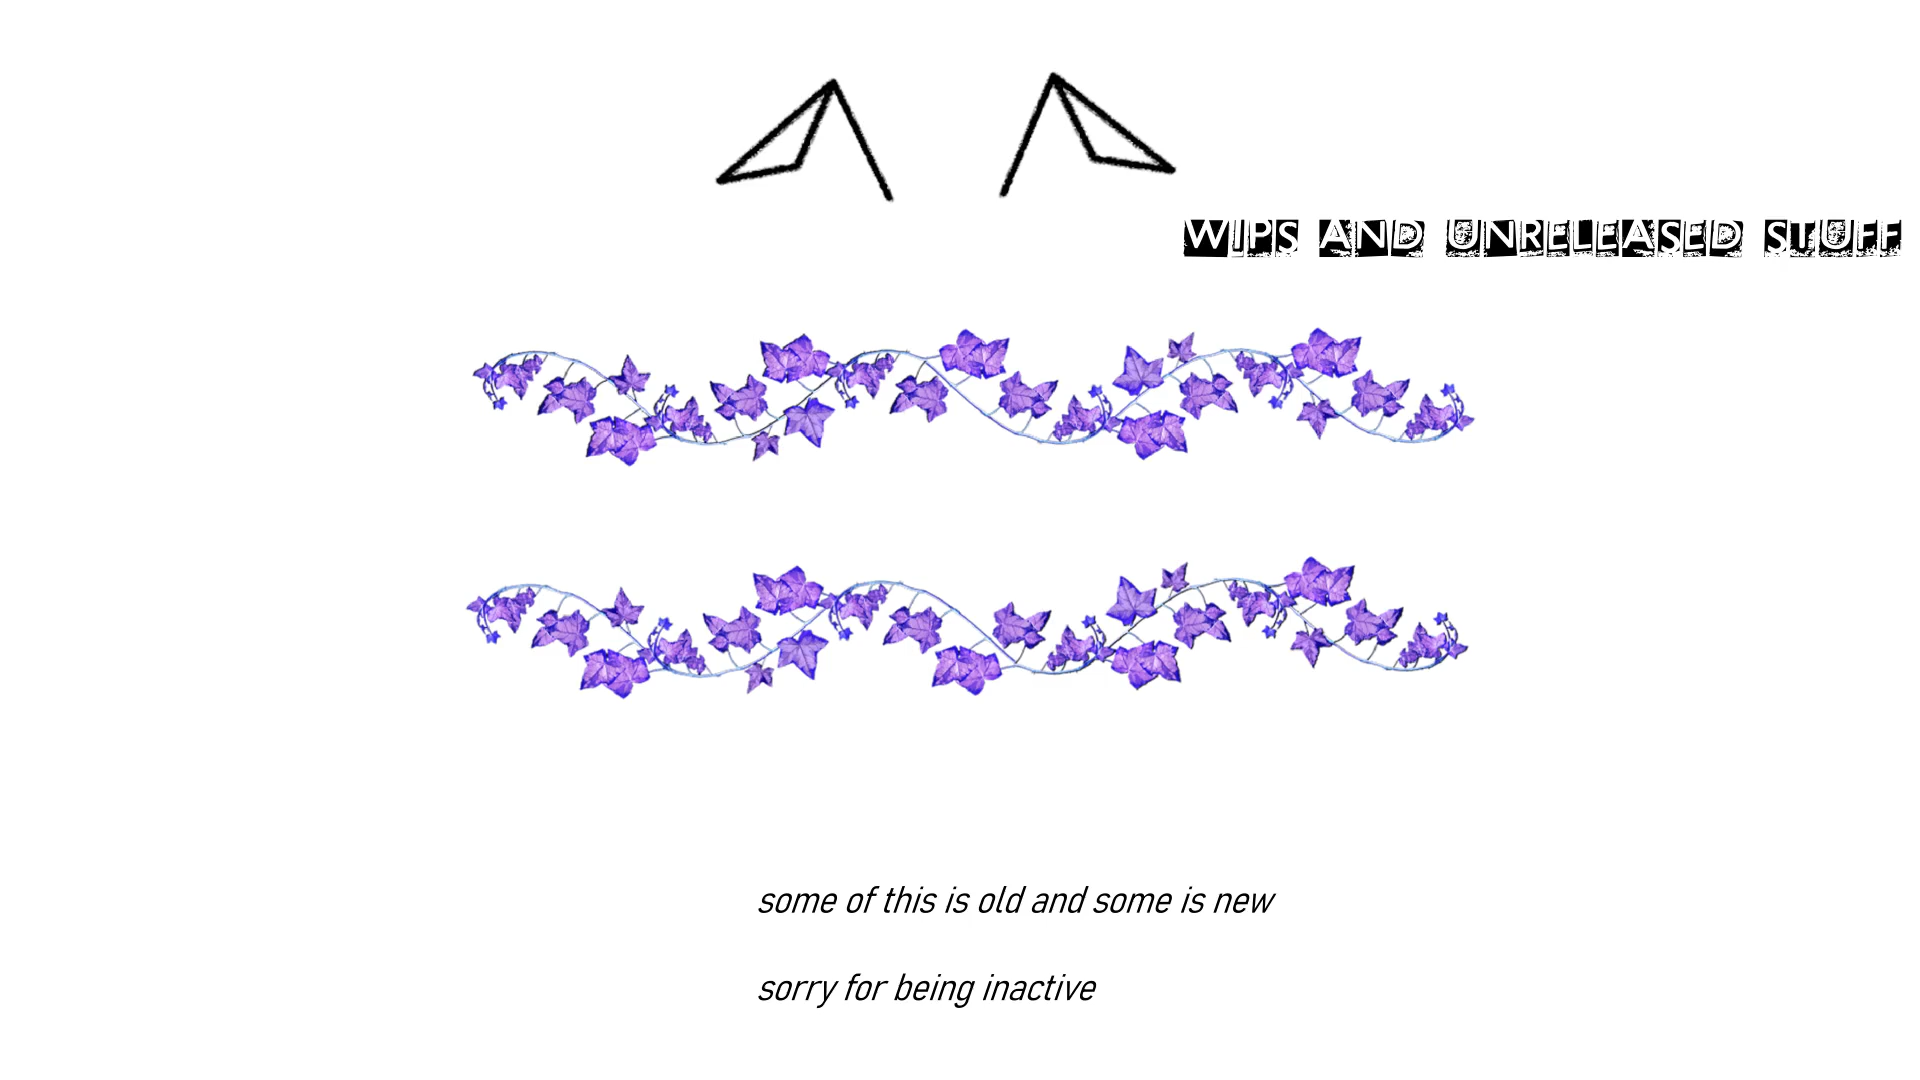 WIPS AND UNRELEASED STUFF
some of this is old and some is new
sorry for being inactive